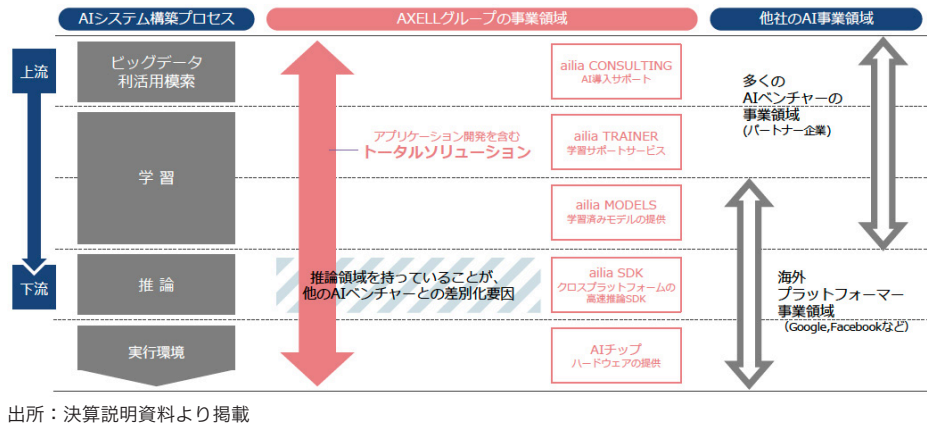 AIシステム構築プロセス
AXELLグループの事業領域
他社のAI事業領域
上流
下流
ビッグデータ
利活用模索
学 習
推 論
実行環境
アプリケーション開発を含む
トータルソリューション
推論領域を持っていることが、
他のAIベンチャーとの差別化要因
ailia CONSULTING
AI導入サポート
ailia TRAINER
学習サポートサービス
ailia MODELS
学習済みモデルの提供
ailia SDK
クロスプラットフォームの
高速推論SDK
AIチップ
ハードウェアの提供
多くの
AIベンチャーの
事業領域
(パートナー企業)
海外
プラットフォーマー
事業領域
（Google,Facebookなど）
出所：決算説明資料より掲載